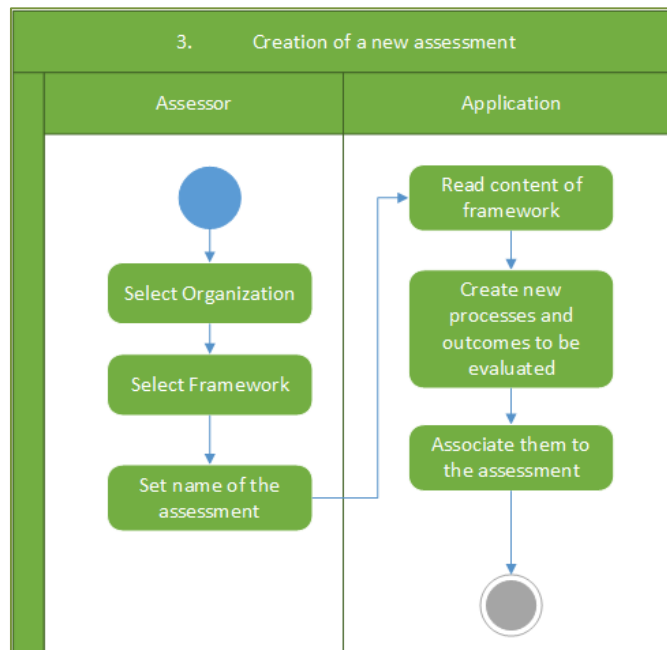 3. Creation of a new assessment
Assessor
Application
Select Organization
Select Framework
Set name of the
assessment
Read content of
framework
Create new
processes and
outcomes to be
evaluated
Associate them to
the assessment